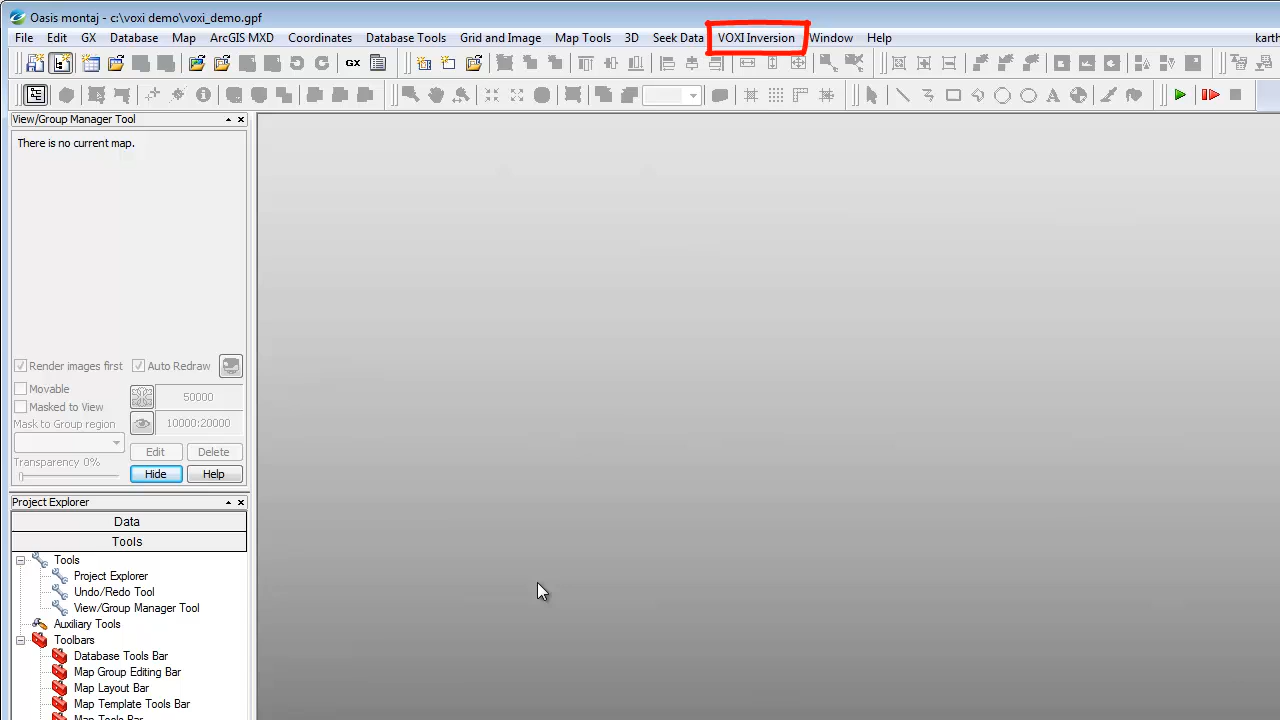 Oasis montaj - c:\voxi demo\voxi_demo.gpf
File Edit GX Database Map ArcGIS MXD Coordinates Database Tools Grid and Image Map Tools 3D Seek Data VOXI Inversion Window Help karth
GX
View/Group Manager Tool
There is no current map.
Render images first Auto Redraw
Movable 50000
Masked to View
Mask to Group region 10000:20000
Edit Delete
Transparency 0%
Hide Help
Project Explorer
Data
Tools
Tools
Project Explorer
Undo/Redo Tool
View/Group Manager Tool
Auxiliary Tools
Toolbars
Database Tools Bar
Map Group Editing Bar
Map Layout Bar
Map Template Tools Bar
Map Tools Bar